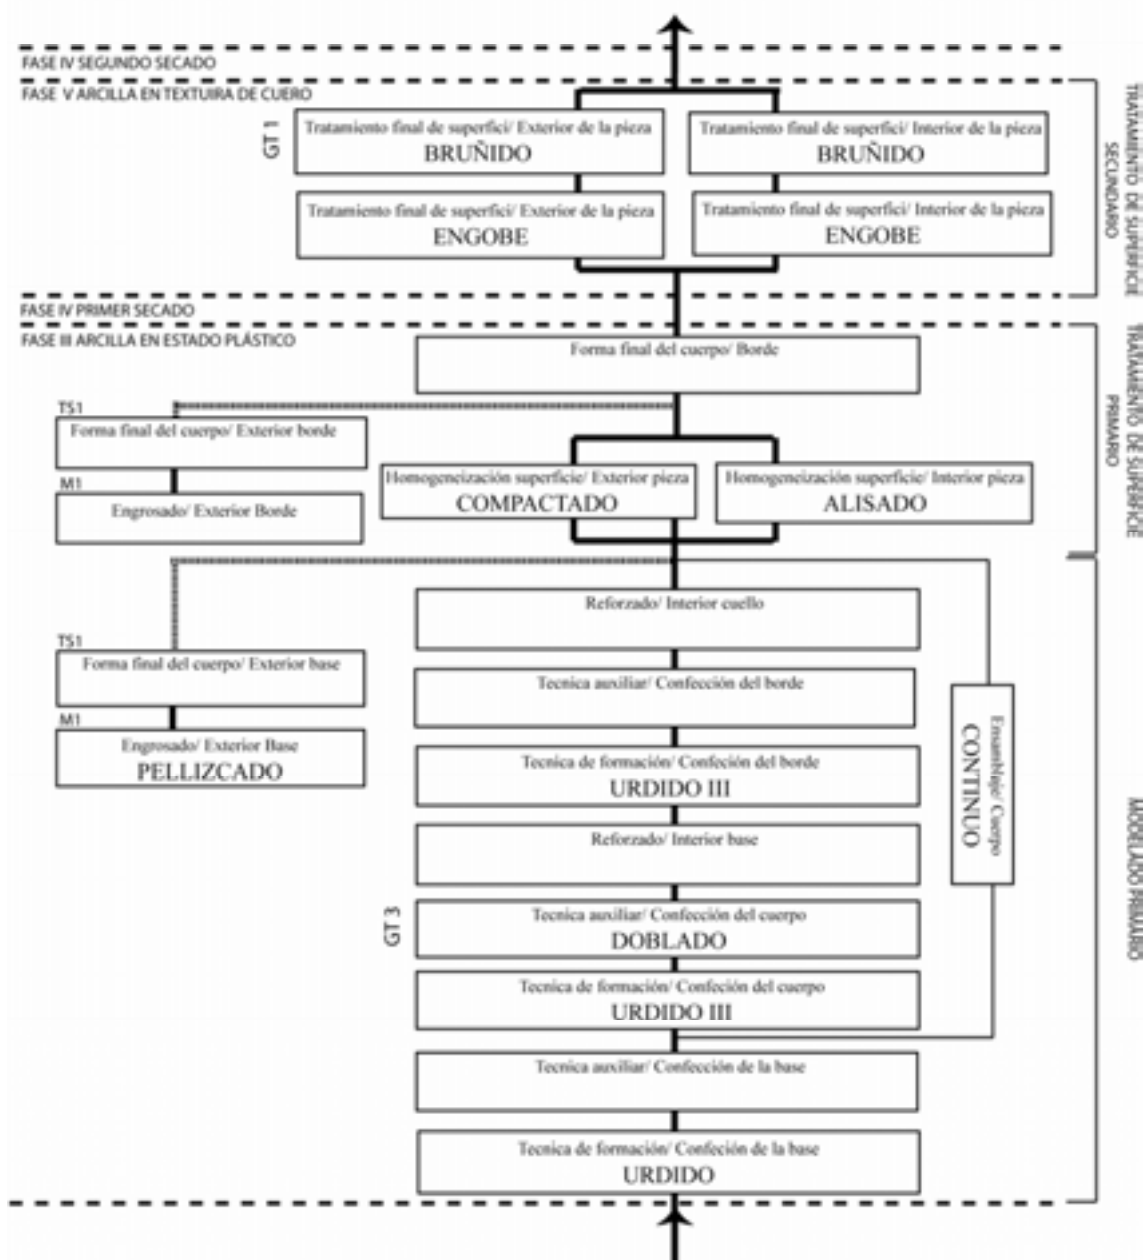 FASE IV SEGUNDO SECADO
FASE V ARCILLA EN TEXTUIRA DE CUERO
GT 1
Tratamiento final de superfici/ Exterior de la pieza
BRUÑIDO
Tratamiento final de superfici/ Interior de la pieza
BRUÑIDO
Tratamiento final de superfici/ Exterior de la pieza
ENGOBE
Tratamiento final de superfici/ Interior de la pieza
ENGOBE
TRATAMIENTO DE SUPERFICIE
SECUNDARIO
FASE IV PRIMER SECADO
FASE III ARCILLA EN ESTADO PLÁSTICO
Forma final del cuerpo/ Borde
TS1
Forma final del cuerpo/ Exterior borde
M1
Engrosado/ Exterior Borde
Homogeneización superficie/ Exterior pieza
COMPACTADO
Homogeneización superficie/ Interior pieza
ALISADO
TRATAMIENTO DE SUPERFICIE
PRIMARIO
Reforzado/ Interior cuello
TS1
Forma final del cuerpo/ Exterior base
M1
Engrosado/ Exterior Base
PELLIZCADO
Tecnica auxiliar/ Confección del borde
Tecnica de formación/ Confeción del borde
URDIDO III
Reforzado/ Interior base
GT 3
Tecnica auxiliar/ Confección del cuerpo
DOBLADO
Tecnica de formación/ Confeción del cuerpo
URDIDO III
Ensamblaje/ Cuerpo
CONTINUO
Tecnica auxiliar/ Confección de la base
Tecnica de formación/ Confeción de la base
URDIDO
MODELADO PRIMARIO